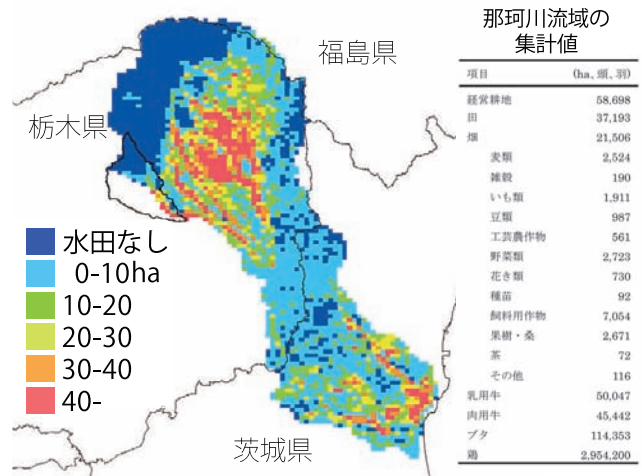 福島県
栃木県
茨城県
水田なし
0-10ha
10-20
20-30
30-40
40-
那珂川流域の
集計値
項目 (ha、頭、羽)
経営耕地 58,698
田 37,193
畑 21,506
麦類 2,524
雑穀 190
いも類 1,911
豆類 987
工芸農作物 561
野菜類 2,723
花き類 730
種苗 92
飼料用作物 7,054
果樹・桑 2,671
茶 72
その他 116
乳用牛 50,047
肉用牛 45,442
ブタ 114,353
鶏 2,954,200